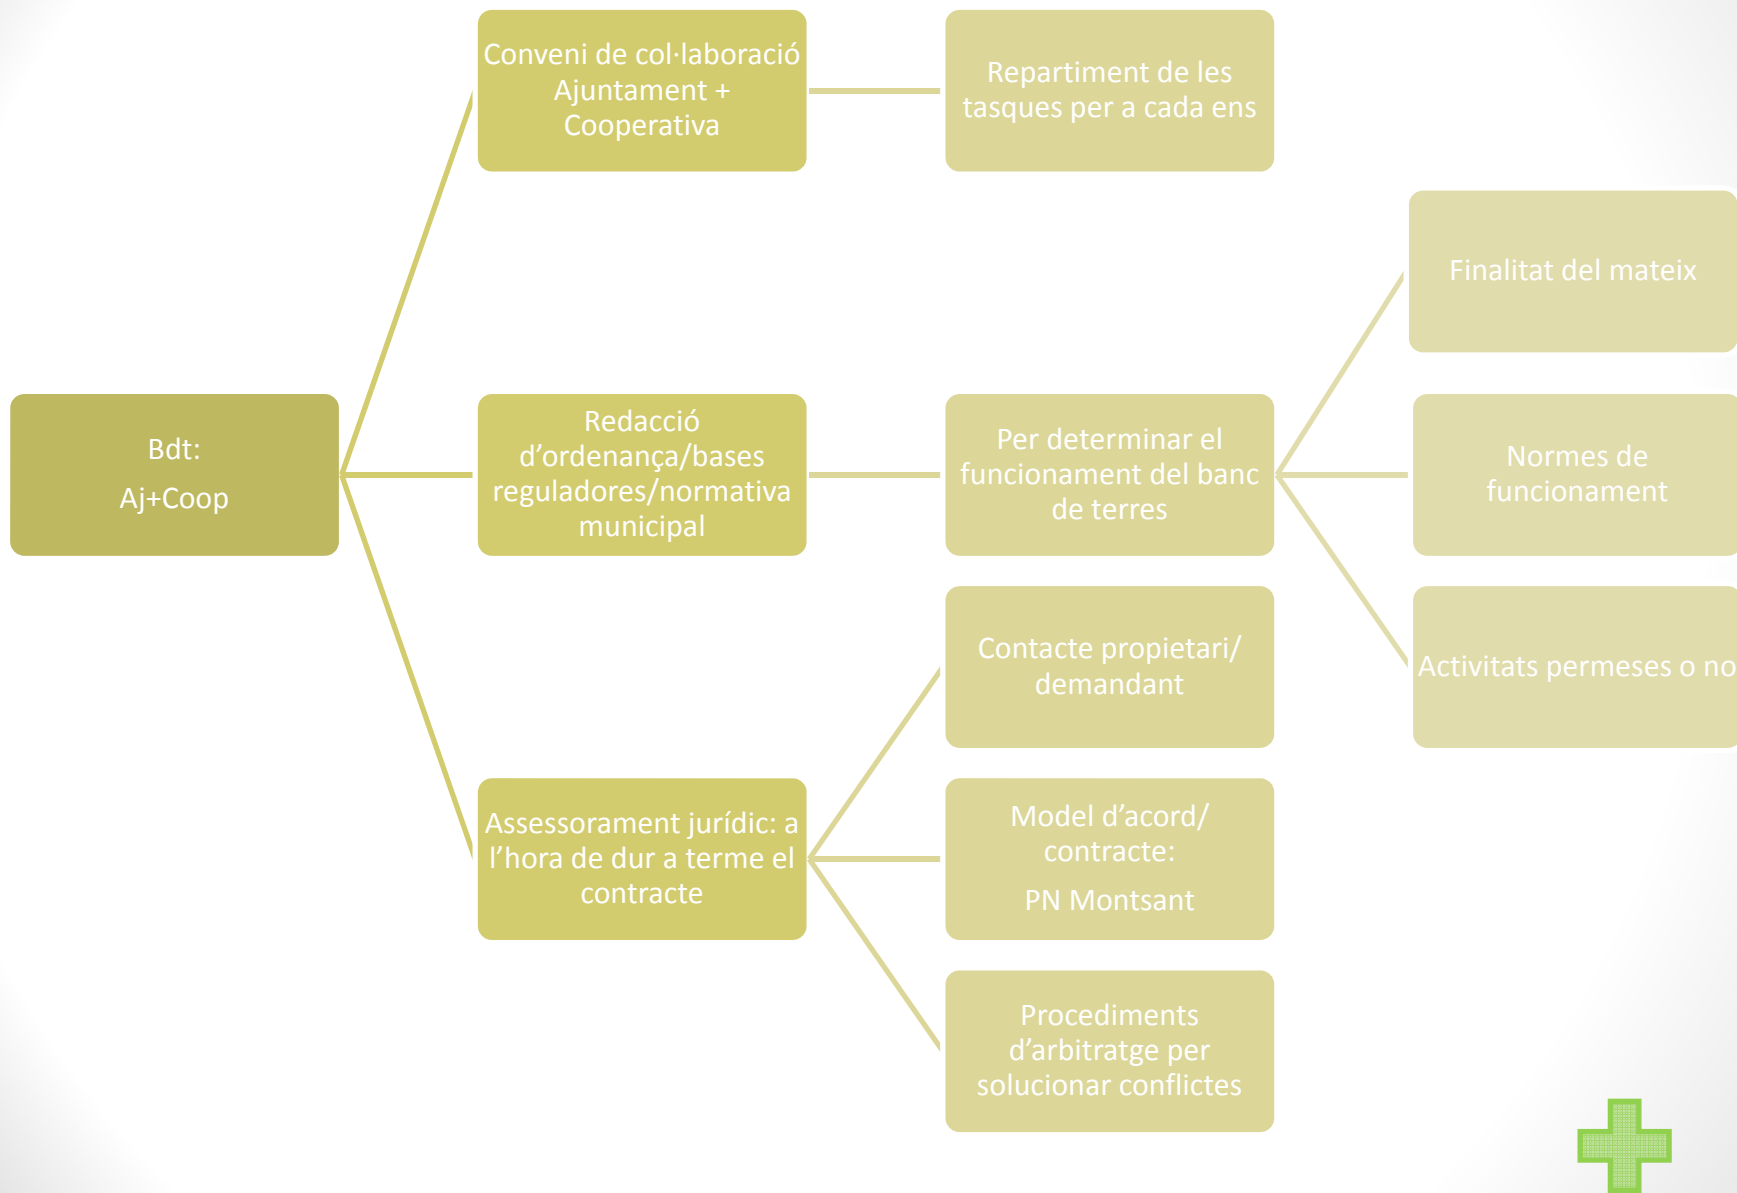 Bdt:
Aj+Coop
Conveni de col·laboració
Ajuntament +
Cooperativa
Repartiment de les
tasques per a cada ens
Redacció
d’ordenança/bases
reguladores/normativa
municipal
Per determinar el
funcionament del banc
de terres
Finalitat del mateix
Normes de
funcionament
Activitats permeses o no
Assessorament jurídic: a
l’hora de dur a terme el
contracte
Contacte propietari/
demandant
Model d’acord/
contracte:
PN Montsant
Procediments
d’arbitratge per
solucionar conflictes